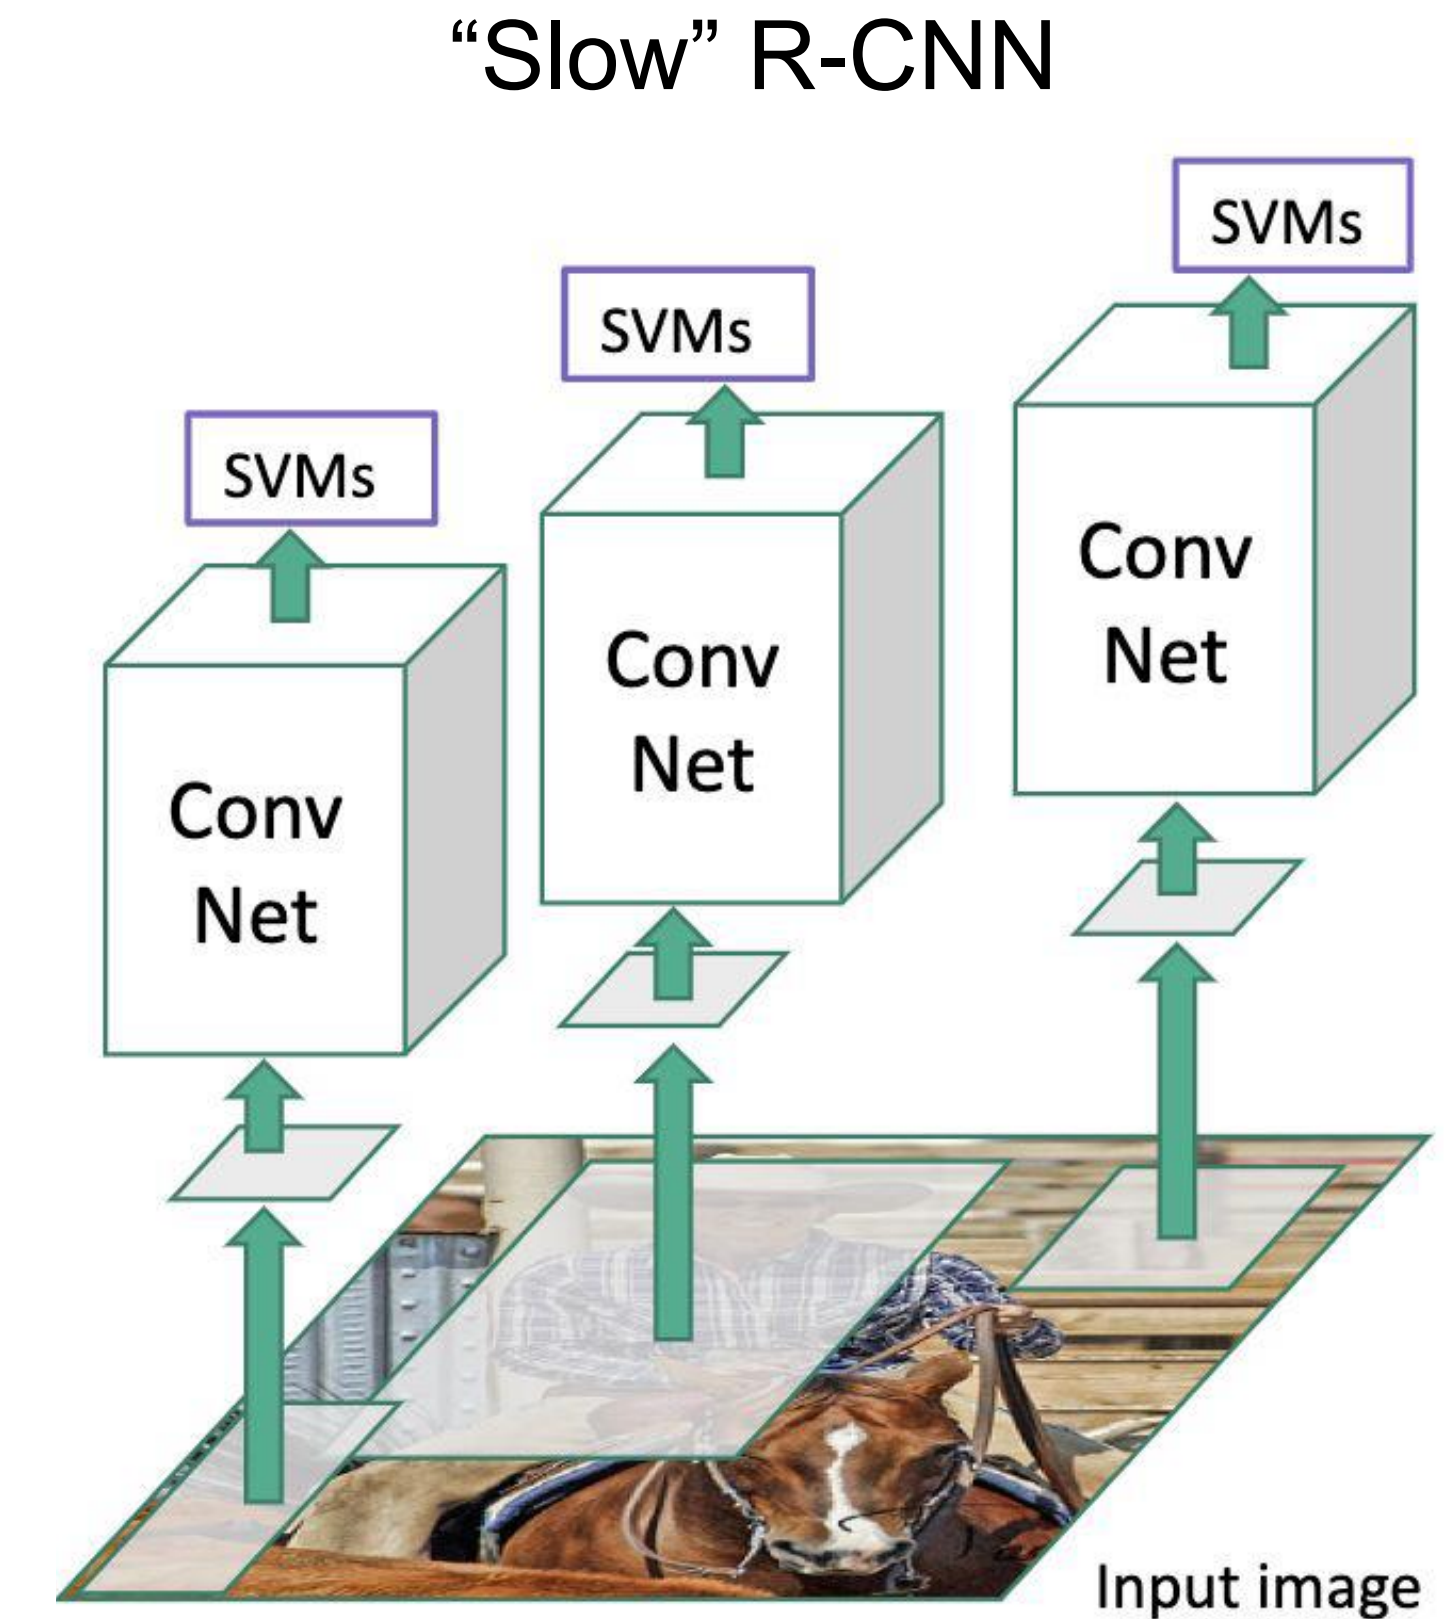 “Slow” R-CNN
SVMs
SVMs
SVMs
Conv
Net
Conv
Net
Conv
Net
Input image